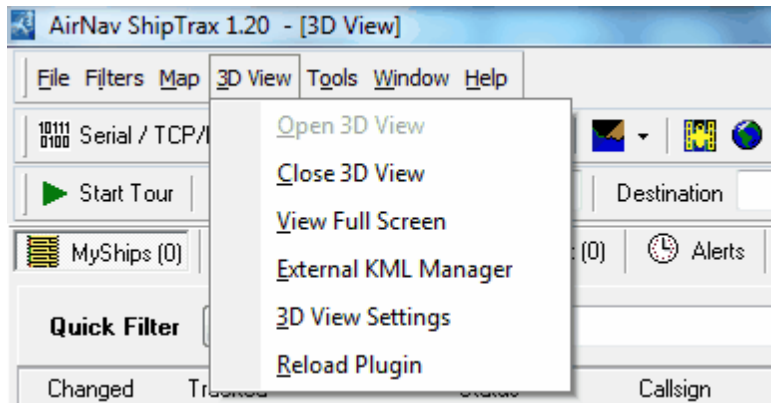 AirNav ShipTrax 1.20 - [3D View]
File Filters Map 3D View Tools Window Help
10111 0100 Serial / TCP/
Open 3D View
Start Tour
Close 3D View
Destination
View Full Screen
MyShips (0)
(0) Alerts
External KML Manager
Quick Filter
3D View Settings
Reload Plugin
Changed
Callsign